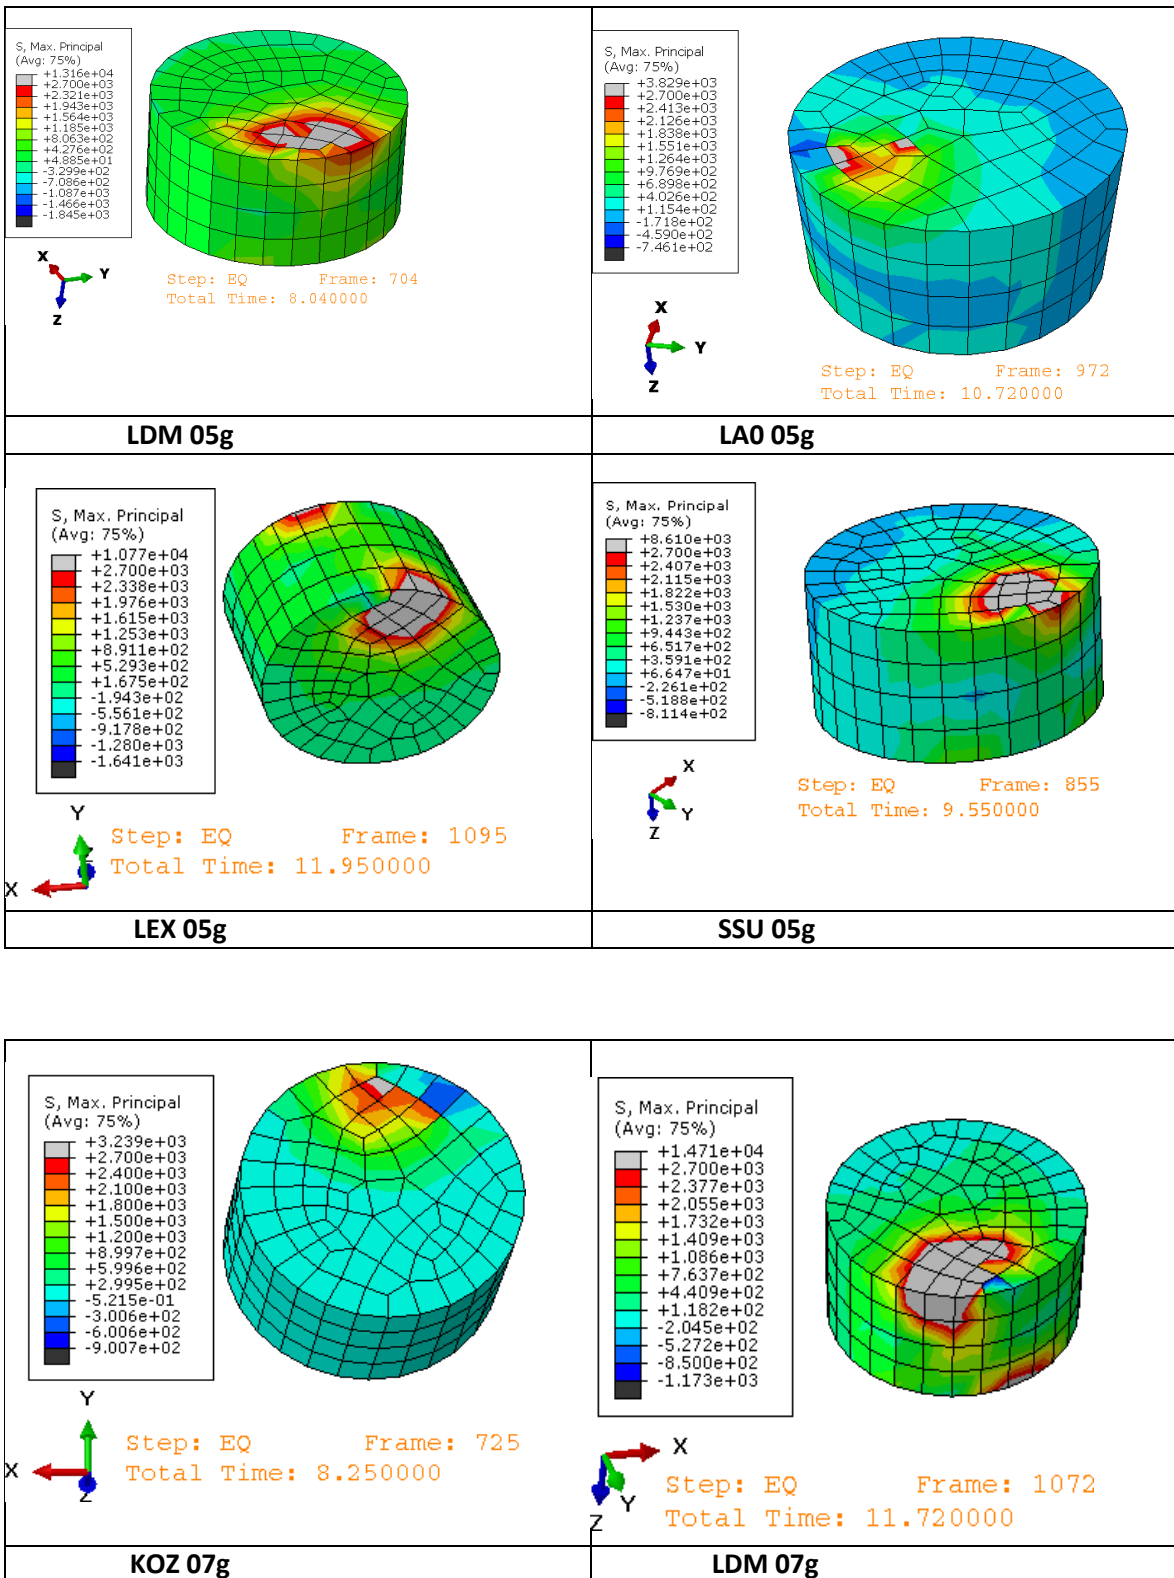 S, Max. Principal
(Avg: 75%)
+1.316e+04
+2.700e+03
+2.321e+03
+1.943e+03
+1.564e+03
+1.185e+03
+8.063e+02
+4.276e+02
+4.885e+01
-3.299e+02
-7.086e+02
-1.087e+03
-1.466e+03
-1.845e+03
X
Y
Z
Step: EQ Frame: 704
Total Time: 8.040000
S, Max. Principal
(Avg: 75%)
+3.829e+03
+2.700e+03
+2.413e+03
+2.126e+03
+1.838e+03
+1.551e+03
+1.264e+03
+9.769e+02
+6.898e+02
+4.026e+02
+1.154e+02
-1.718e+02
-4.590e+02
-7.461e+02
X
Y
Z
Step: EQ Frame: 972
Total Time: 10.720000
LDM 05g
LA0 05g
S, Max. Principal
(Avg: 75%)
+1.077e+04
+2.700e+03
+2.338e+03
+1.976e+03
+1.615e+03
+1.253e+03
+8.911e+02
+5.293e+02
+1.675e+02
-1.943e+02
-5.561e+02
-9.178e+02
-1.280e+03
-1.641e+03
Y
Z
X
Step: EQ Frame: 1095
Total Time: 11.950000
S, Max. Principal
(Avg: 75%)
+8.610e+03
+2.700e+03
+2.407e+03
+2.115e+03
+1.822e+03
+1.530e+03
+1.237e+03
+9.443e+02
+6.517e+02
+3.591e+02
+6.647e+01
-2.261e+02
-5.188e+02
-8.114e+02
X
Y
Z
Step: EQ Frame: 855
Total Time: 9.550000
LEX 05g
SSU 05g
S, Max. Principal
(Avg: 75%)
+3.239e+03
+2.700e+03
+2.400e+03
+2.100e+03
+1.800e+03
+1.500e+03
+1.200e+03
+8.997e+02
+5.996e+02
+2.995e+02
-5.215e-01
-3.006e+02
-6.006e+02
-9.007e+02
Y
X
Z
Step: EQ Frame: 725
Total Time: 8.250000
S, Max. Principal
(Avg: 75%)
+1.471e+04
+2.700e+03
+2.377e+03
+2.055e+03
+1.732e+03
+1.409e+03
+1.086e+03
+7.637e+02
+4.409e+02
+1.182e+02
-2.045e+02
-5.272e+02
-8.500e+02
-1.173e+03
X
Y
Z
Step: EQ Frame: 1072
Total Time: 11.720000
KOZ 07g
LDM 07g